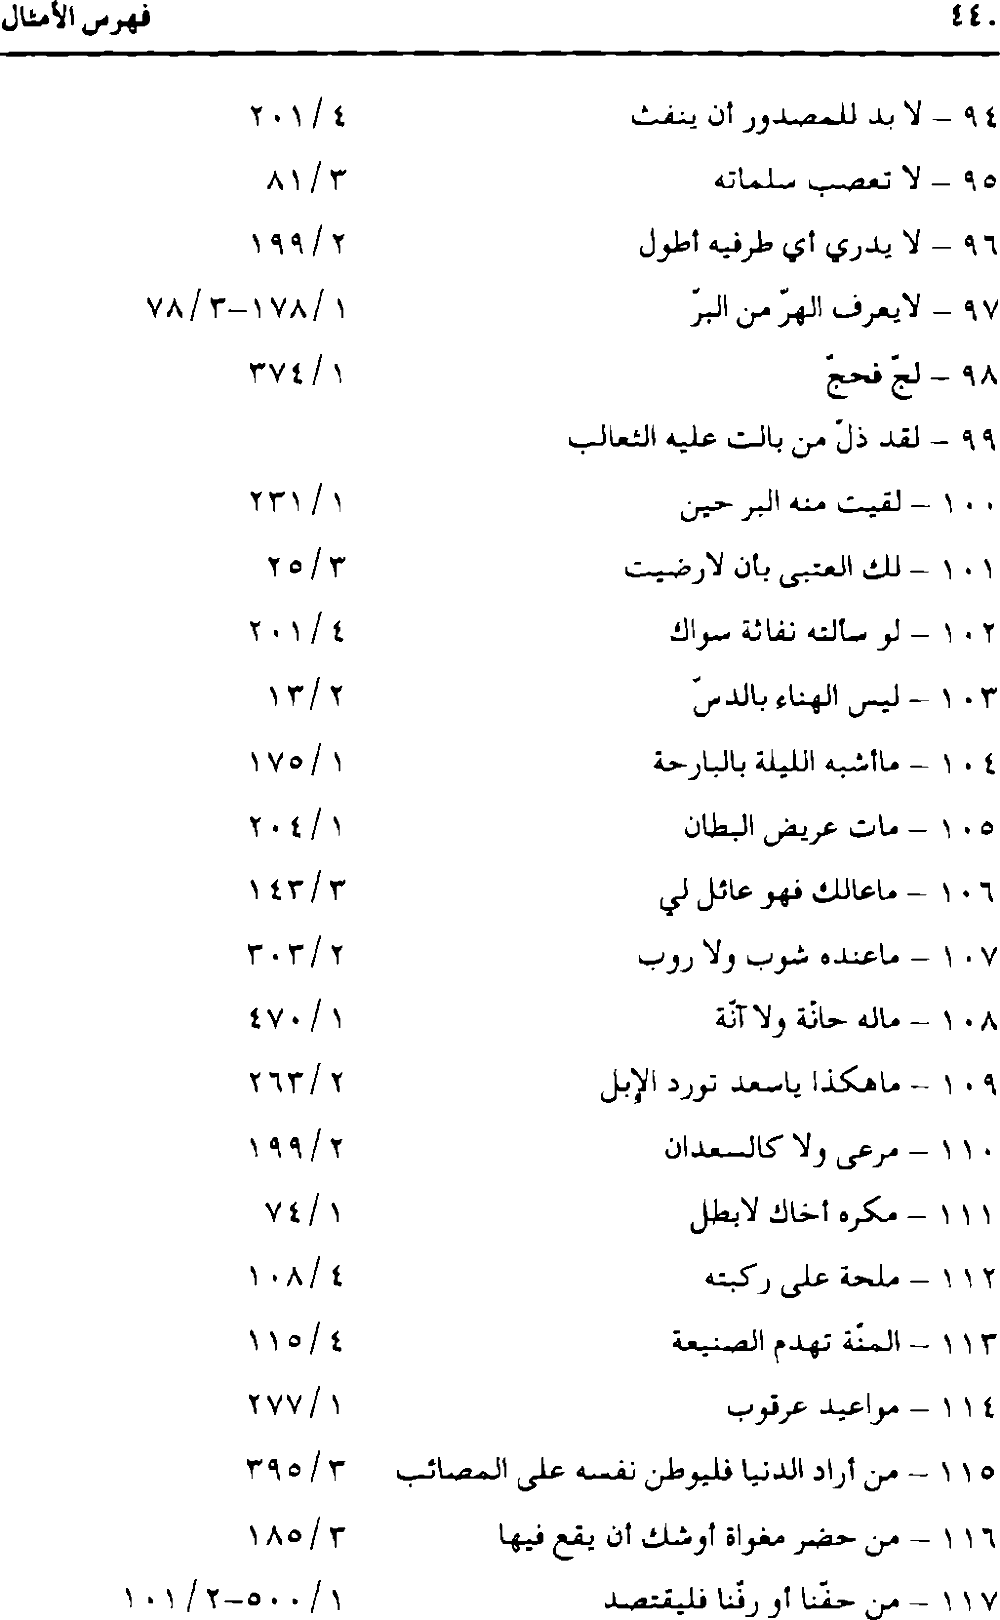 ٤٤٠ فهرس الأمثال
٩٤ – لا بد للمصدور أن ينفث ٤/٢٠١
٩٥ – لا تعصب سلماته ٣/٨١
٩٦ – لا يدري أي طرفيه أطول ٢/١٩٩
٩٧ – لايعرف الهرّ من البرّ ١/١٧٨–٣/٧٨
٩٨ – لجّ فحجّ ١/٣٧٤
٩٩ – لقد ذلّ من بالت عليه الثعالب
١٠٠ – لقيت منه البرحين ١/٢٣١
١٠١ – لك العتبى بأن لارضيت ٣/٢٥
١٠٢ – لو سألته نفاثة سواك ٤/٢٠١
١٠٣ – ليس الهناء بالدسّ ٢/١٣
١٠٤ – ماأشبه الليلة بالبارحة ١/١٧٥
١٠٥ – مات عريض البطان ١/٢٠٤
١٠٦ – ماعالك فهو عائل لي ٣/١٤٣
١٠٧ – ماعنده شوب ولا روب ٢/٣٠٣
١٠٨ – ماله حانّة ولا آنّة ١/٤٧٠
١٠٩ – ماهكذا ياسعد تورد الإبل ٢/٢٦٣
١١٠ – مرعى ولا كالسعدان ٢/١٩٩
١١١ – مكره أخاك لابطل ١/٧٤
١١٢ – ملحة على ركبته ٤/١٠٨
١١٣ – المنّة تهدم الصنيعة ٤/١١٥
١١٤ – مواعيد عرقوب ١/٢٧٧
١١٥ – من أراد الدنيا فليوطن نفسه على المصائب ٣/٣٩٥
١١٦ – من حضر مغواة أوشك أن يقع فيها ٣/١٨٥
١١٧ – من حفّنا أو رفّنا فليقتصد ١/٥٠٠–٢/١٠١